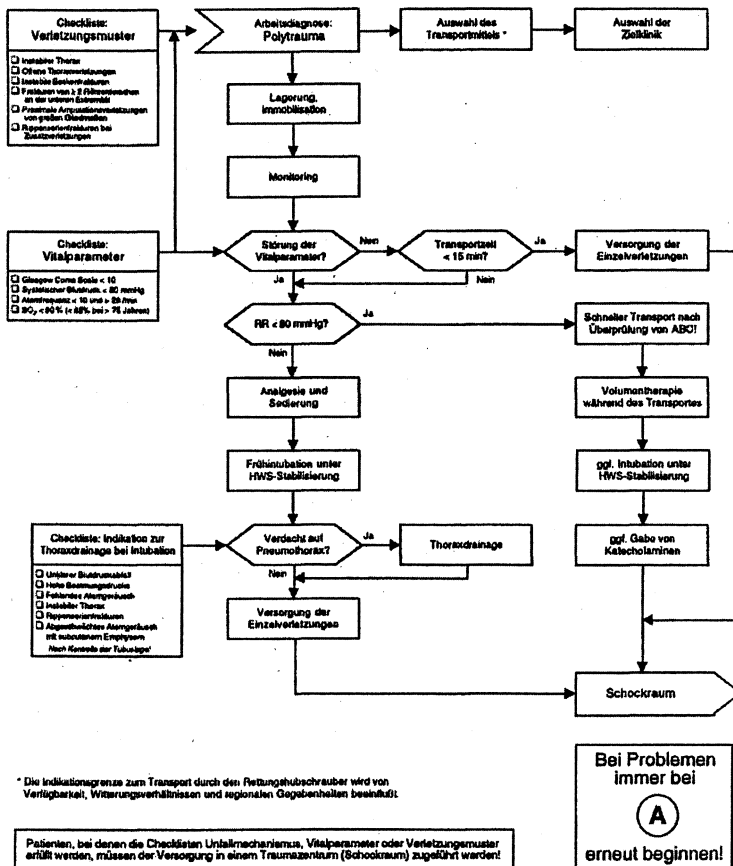 Checkliste:
Verletzungsmuster
Instabiler Thorax
Offene Thoraxverletzungen
Instabile Beckenfrakturen
Frakturen von ≥ 2 Röhrenknochen
an der unteren Extremität
Proximale Amputationsverletzungen
von großen Gliedmaßen
Rippenserienfrakturen bei
Zusatzverletzungen
Arbeitsdiagnose:
Polytrauma
Auswahl des
Transportmittels *
Auswahl der
Zielklinik
Lagerung,
Immobilisation
Monitoring
Checkliste:
Vitalparameter
Glasgow Coma Scale < 10
Systolischer Blutdruck < 80 mmHg
Atemfrequenz < 10 und > 29 /min
SO₂ < 90 % (< 85% bei > 75 Jahren)
Störung der
Vitalparameter?
Nein
Transportzeit
< 15 min?
Ja
Versorgung der
Einzelverletzungen
Ja
Nein
RR < 80 mmHg?
Ja
Schneller Transport nach
Überprüfung von ABC!
Nein
Analgesie und
Sedierung
Volumentherapie
während des Transportes
Frühintubation unter
HWS-Stabilisierung
ggf. Intubation unter
HWS-Stabilisierung
Checkliste: Indikation zur
Thoraxdrainage bei Intubation
Unklarer Blutdruckabfall
Hohe Beatmungsdrucke
Fehlendes Atemgeräusch
Instabiler Thorax
Rippenserienfrakturen
Abgeschwächtes Atemgeräusch
mit subcutanem Emphysem
Nach Kontrolle der Tubuslage!
Verdacht auf
Pneumothorax?
Ja
Thoraxdrainage
ggf. Gabe von
Katecholaminen
Nein
Versorgung der
Einzelverletzungen
Schockraum
* Die Indikationsgrenze zum Transport durch den Rettungshubschrauber wird von
Verfügbarkeit, Witterungsverhältnissen und regionalen Gegebenheiten beeinflußt.
Bei Problemen
immer bei
A
erneut beginnen!
Patienten, bei denen die Checklisten Unfallmechanismus, Vitalparameter oder Verletzungsmuster
erfüllt werden, müssen der Versorgung in einem Traumazentrum (Schockraum) zugeführt werden!